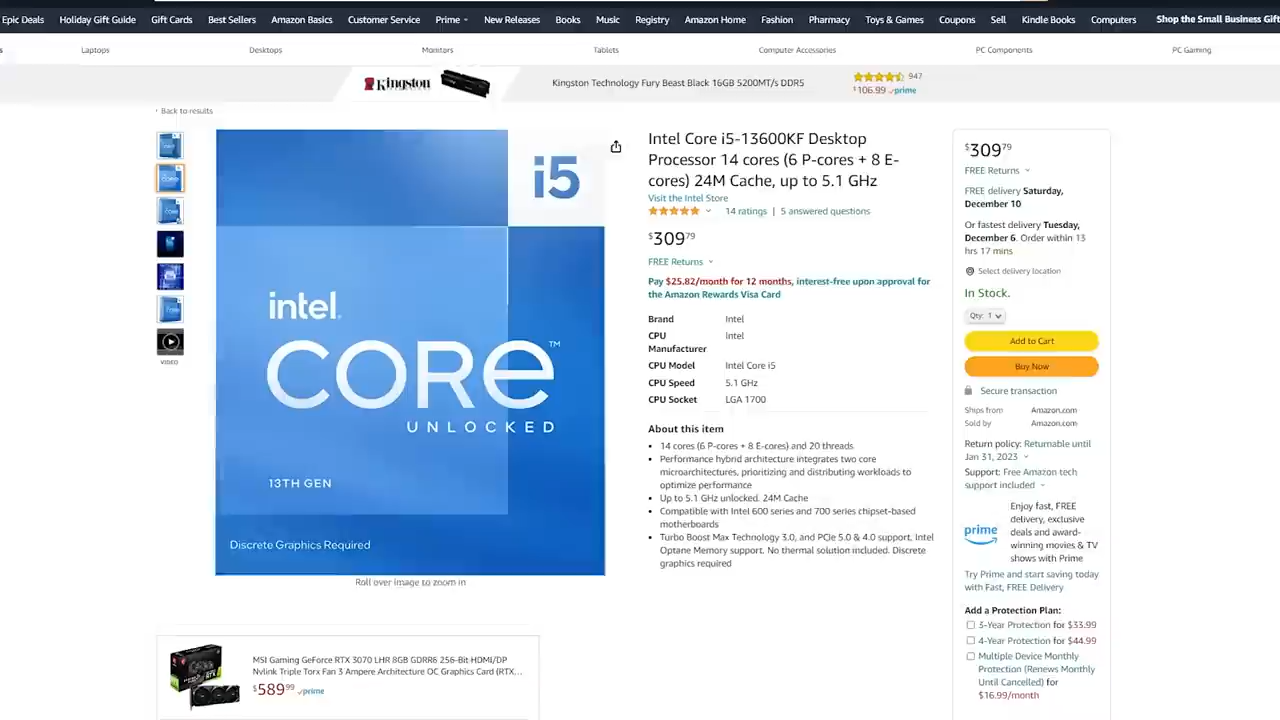 Epic Deals Holiday Gift Guide Gift Cards Best Sellers Amazon Basics Customer Service Prime New Releases Books Music Registry Amazon Home Fashion Pharmacy Toys & Games Coupons Sell Kindle Books Computers Shop the Small Business Gift
s Laptops Desktops Monitors Tablets Computer Accessories PC Components PC Gaming
Kingston Kingston Technology Fury Beast Black 16GB 5200MT/s DDR5 947
$106.99 prime
‹ Back to results
i5
intel.
CORE™
UNLOCKED
13TH GEN
Discrete Graphics Required
Roll over image to zoom in
VIDEO
Intel Core i5-13600KF Desktop
Processor 14 cores (6 P-cores + 8 E-
cores) 24M Cache, up to 5.1 GHz
Visit the Intel Store
14 ratings | 5 answered questions
$309 79
FREE Returns
Pay $25.82/month for 12 months, interest-free upon approval for
the Amazon Rewards Visa Card
Brand Intel
CPU Intel
Manufacturer
CPU Model Intel Core i5
CPU Speed 5.1 GHz
CPU Socket LGA 1700
About this item
• 14 cores (6 P-cores + 8 E-cores) and 20 threads
• Performance hybrid architecture integrates two core
microarchitectures, prioritizing and distributing workloads to
optimize performance
• Up to 5.1 GHz unlocked. 24M Cache
• Compatible with Intel 600 series and 700 series chipset-based
motherboards
• Turbo Boost Max Technology 3.0, and PCIe 5.0 & 4.0 support. Intel
Optane Memory support. No thermal solution included. Discrete
graphics required
$309 79
FREE Returns
FREE delivery Saturday,
December 10
Or fastest delivery Tuesday,
December 6. Order within 13
hrs 17 mins
Select delivery location
In Stock.
Qty: 1
Add to Cart
Buy Now
Secure transaction
Ships from Amazon.com
Sold by Amazon.com
Return policy: Returnable until
Jan 31, 2023
Support: Free Amazon tech
support included
prime
Enjoy fast, FREE
delivery, exclusive
deals and award-
winning movies & TV
shows with Prime
Try Prime and start saving today
with Fast, FREE Delivery
Add a Protection Plan:
3-Year Protection for $33.99
4-Year Protection for $44.99
Multiple Device Monthly
Protection (Renews Monthly
Until Cancelled) for
$16.99/month
MSI Gaming GeForce RTX 3070 LHR 8GB GDRR6 256-Bit HDMI/DP
Nvlink Triple Torx Fan 3 Ampere Architecture OC Graphics Card (RTX...
$589 99 prime